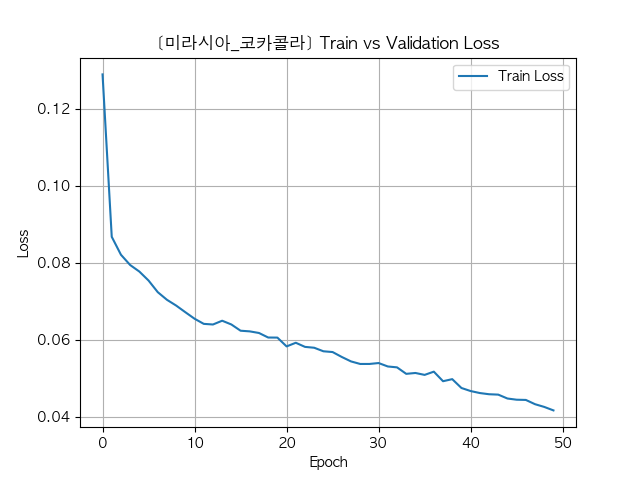 〔미라시아_코카콜라〕 Train vs Validation Loss
Train Loss
0.12
0.10
0.08
0.06
0.04
Loss
0 10 20 30 40 50
Epoch